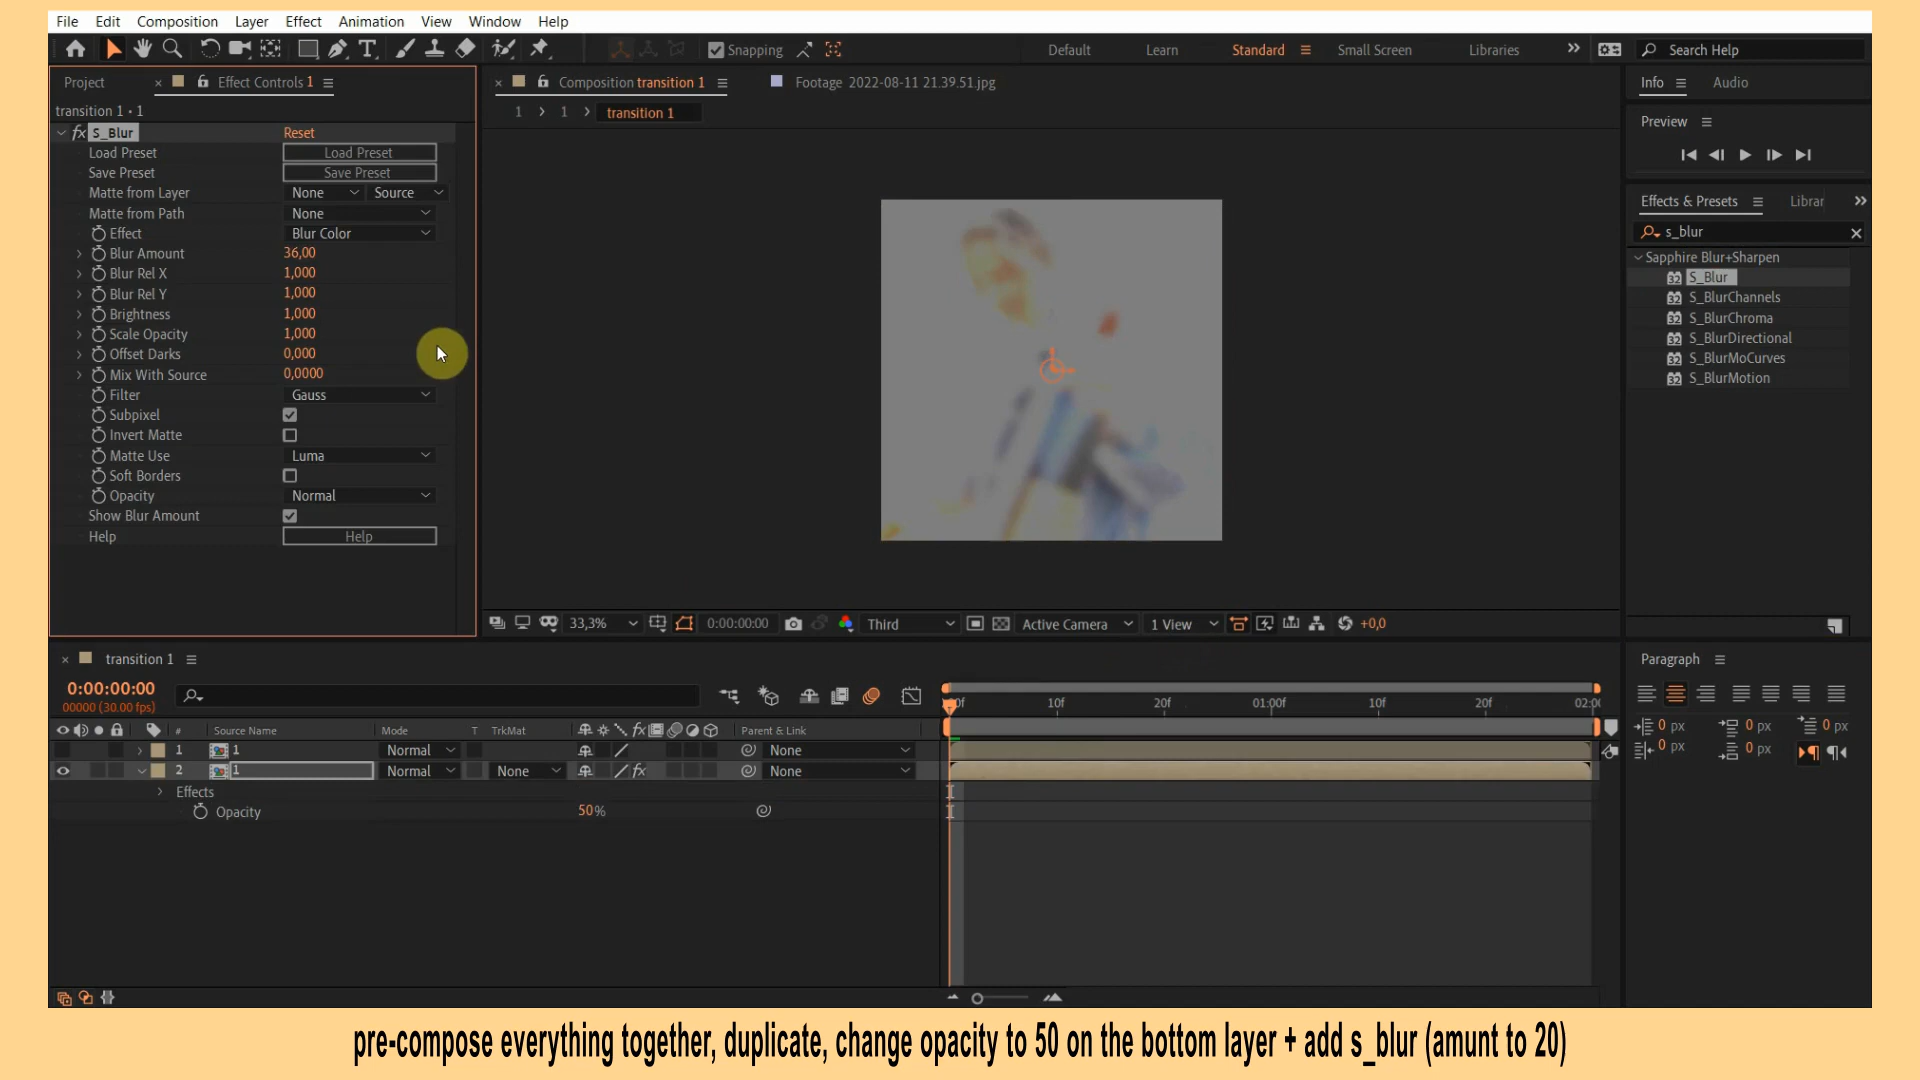 File Edit Composition Layer Effect Animation View Window Help
Snapping Default Learn Standard Small Screen Libraries Search Help
Project Effect Controls 1 Composition transition 1 Footage 2022-08-11 21.39.51.jpg Info Audio
transition 1 • 1 1 1 transition 1
fx S_Blur Reset
Load Preset Load Preset
Save Preset Save Preset
Matte from Layer None Source
Matte from Path None
Effect Blur Color
Blur Amount 36,00
Blur Rel X 1,000
Blur Rel Y 1,000
Brightness 1,000
Scale Opacity 1,000
Offset Darks 0,000
Mix With Source 0,0000
Filter Gauss
Subpixel
Invert Matte
Matte Use Luma
Soft Borders
Opacity Normal
Show Blur Amount
Help Help
Preview
Effects & Presets Librar
s_blur
Sapphire Blur+Sharpen
S_Blur
S_BlurChannels
S_BlurChroma
S_BlurDirectional
S_BlurMoCurves
S_BlurMotion
33,3% 0:00:00:00 Third Active Camera 1 View +0,0
transition 1
0:00:00:00
00000 (30.00 fps)
10f 20f 01:00f 10f 20f
# Source Name Mode T TrkMat fx Parent & Link
1 1 Normal None
2 1 Normal None fx None
Effects
Opacity 50%
Paragraph
0 px 0 px 0 px
0 px 0 px
pre-compose everything together, duplicate, change opacity to 50 on the bottom layer + add s_blur (amunt to 20)